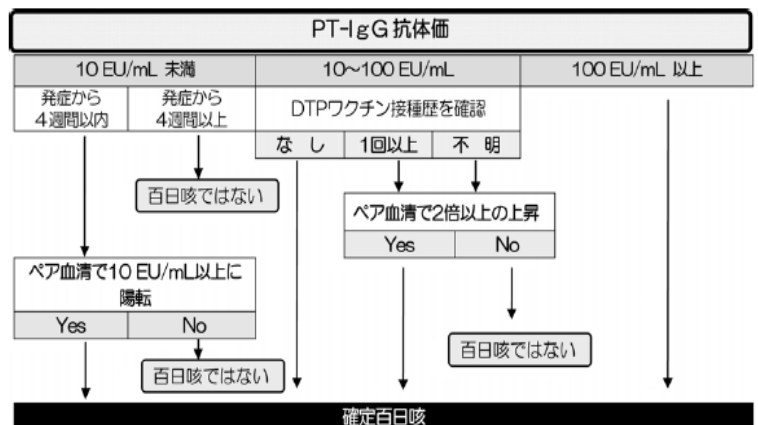 PT-IgG 抗体価
10 EU/mL 未満
10～100 EU/mL
100 EU/mL 以上
発症から
4週間以内
発症から
4週間以上
DTPワクチン接種歴を確認
なし
1回以上
不明
百日咳ではない
ペア血清で2倍以上の上昇
Yes
No
ペア血清で10 EU/mL以上に
陽転
Yes
No
百日咳ではない
百日咳ではない
確定百日咳